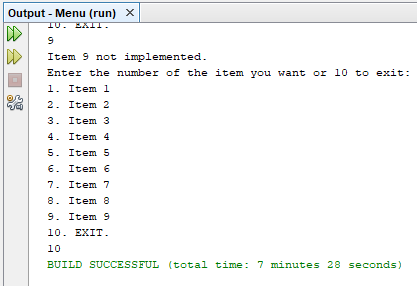 Output - Menu (run)
10. EXIT.
9
Item 9 not implemented.
Enter the number of the item you want or 10 to exit:
1. Item 1
2. Item 2
3. Item 3
4. Item 4
5. Item 5
6. Item 6
7. Item 7
8. Item 8
9. Item 9
10. EXIT.
10
BUILD SUCCESSFUL (total time: 7 minutes 28 seconds)